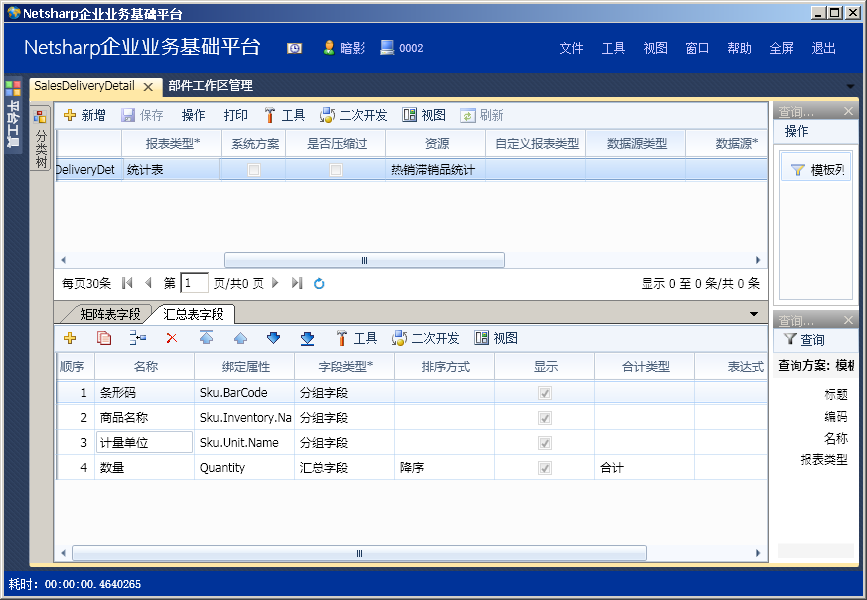 Netsharp企业业务基础平台
Netsharp企业业务基础平台 暗影 0002 文件 工具 视图 窗口 帮助 全屏 退出
平台工具
分类树
SalesDeliveryDetail 部件工作区管理
新增 保存 操作 打印 工具 二次开发 视图 刷新
报表类型* 系统方案 是否压缩过 资源 自定义报表类型 数据源类型 数据源*
DeliveryDet 统计表 热销滞销品统计
每页30条 第 1 页/共0 页 显示 0 至 0 条/共 0 条
矩阵表字段 汇总表字段
工具 二次开发 视图
顺序 名称 绑定属性 字段类型* 排序方式 显示 合计类型 表达式
1 条形码 Sku.BarCode 分组字段
2 商品名称 Sku.Inventory.Na 分组字段
3 计量单位 Sku.Unit.Name 分组字段
4 数量 Quantity 汇总字段 降序 合计
查询...
操作
模板列
查询...
查询
查询方案: 模板
标题
编码
名称
报表类型
耗时: 00:00:00.4640265